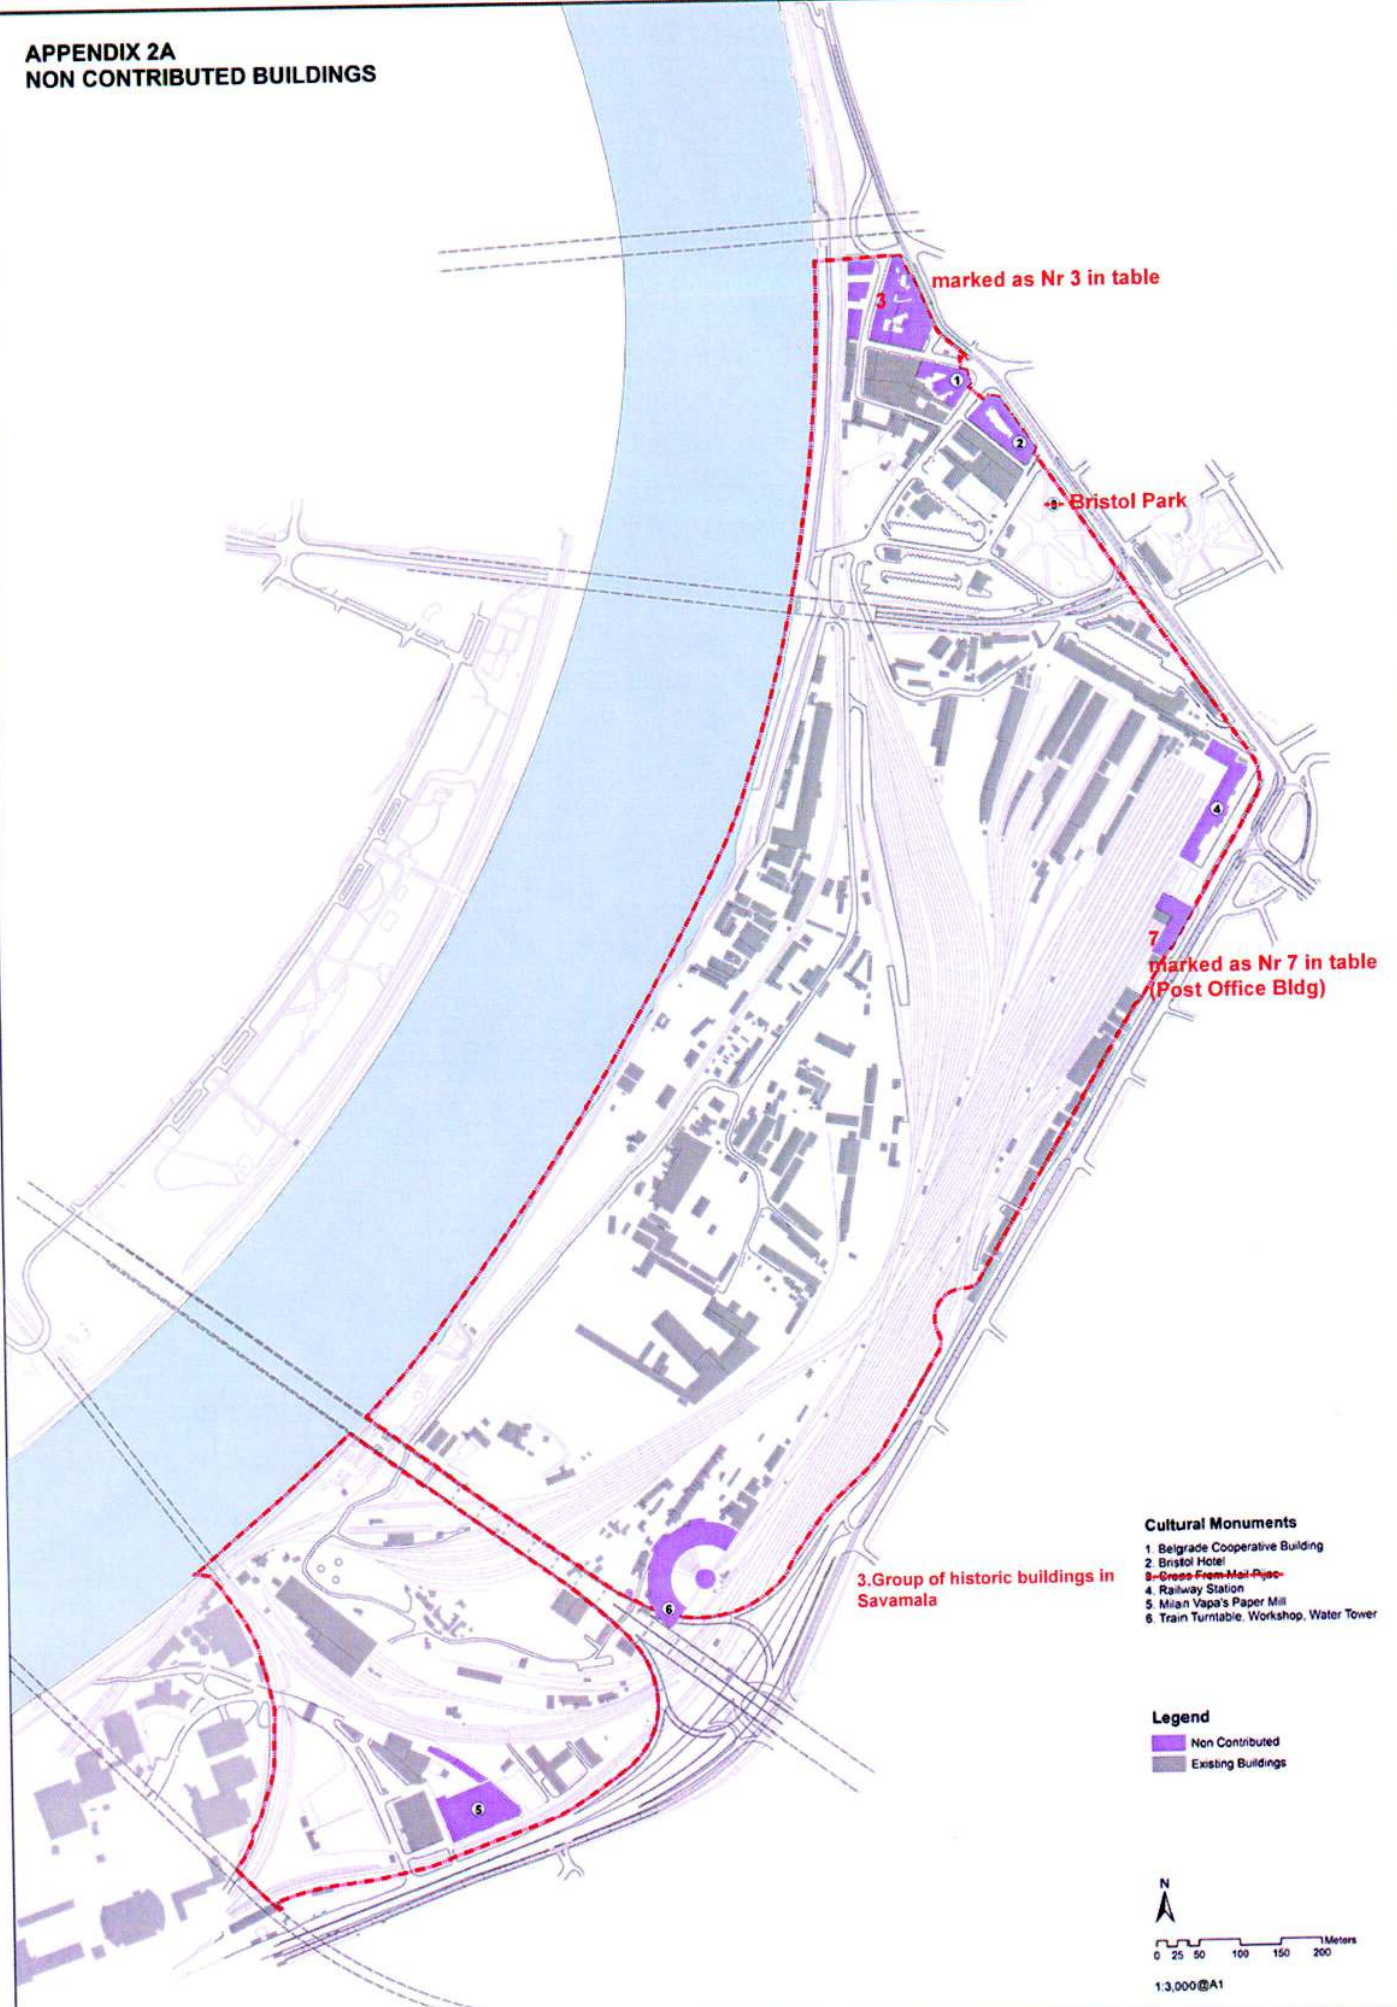 APPENDIX 2A
NON CONTRIBUTED BUILDINGS
marked as Nr 3 in table
3
1
2
Bristol Park
4
7
marked as Nr 7 in table
(Post Office Bldg)
3.Group of historic buildings in
Savamala
6
5
Cultural Monuments
1. Belgrade Cooperative Building
2. Bristol Hotel
4. Railway Station
5. Milan Vapa's Paper Mill
6. Train Turntable, Workshop, Water Tower
Legend
Non Contributed
Existing Buildings
N
Meters
0 25 50 100 150 200
1:3,000@A1